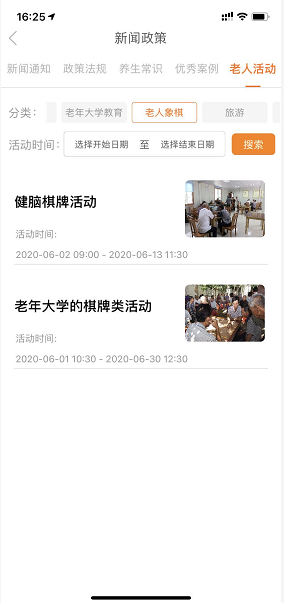 16:25
新闻政策
新闻通知 政策法规 养生常识 优秀案例 老人活动
分类： 老年大学教育 老人象棋 旅游
活动时间： 选择开始日期 至 选择结束日期 搜索
健脑棋牌活动
活动时间:
2020-06-02 09:00 - 2020-06-13 11:30
老年大学的棋牌类活动
活动时间:
2020-06-01 10:30 - 2020-06-30 12:30